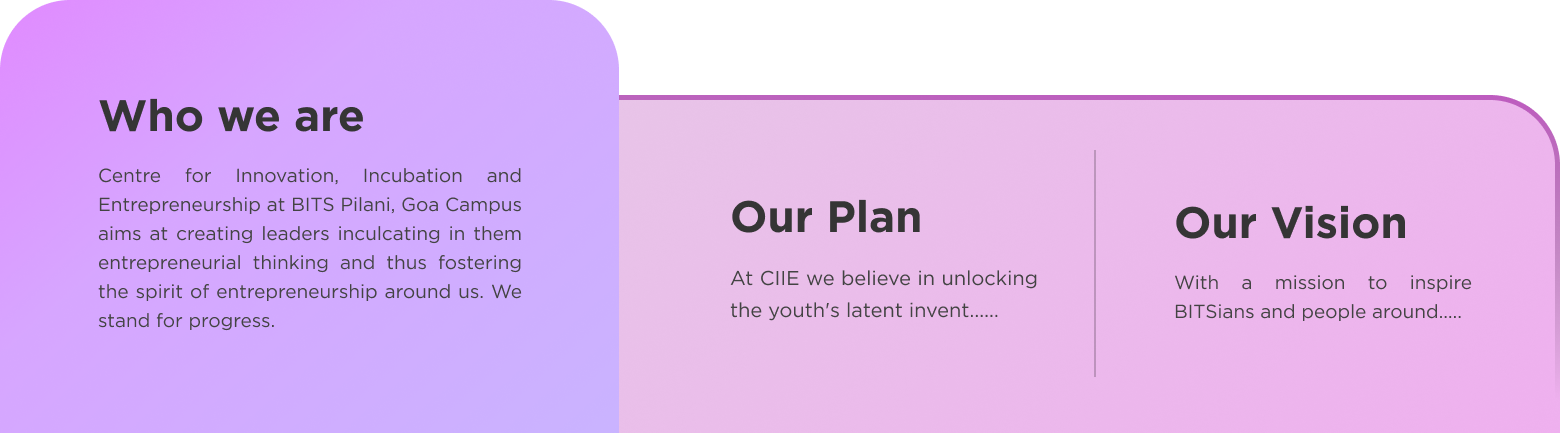 Who we are
Centre for Innovation, Incubation and
Entrepreneurship at BITS Pilani, Goa Campus
aims at creating leaders inculcating in them
entrepreneurial thinking and thus fostering
the spirit of entrepreneurship around us. We
stand for progress.
Our Plan
At CIIE we believe in unlocking
the youth's latent invent......
Our Vision
With a mission to inspire
BITSians and people around.....